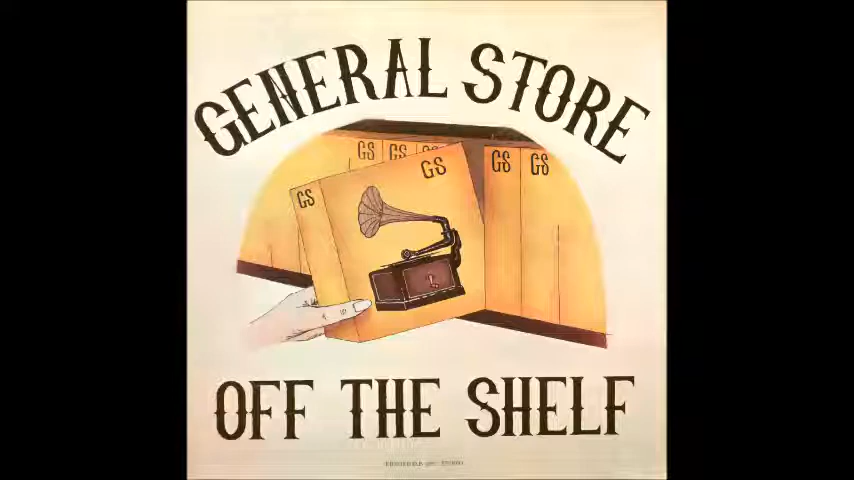 GENERAL STORE
GS GS
GS GS GS
GS
OFF THE SHELF